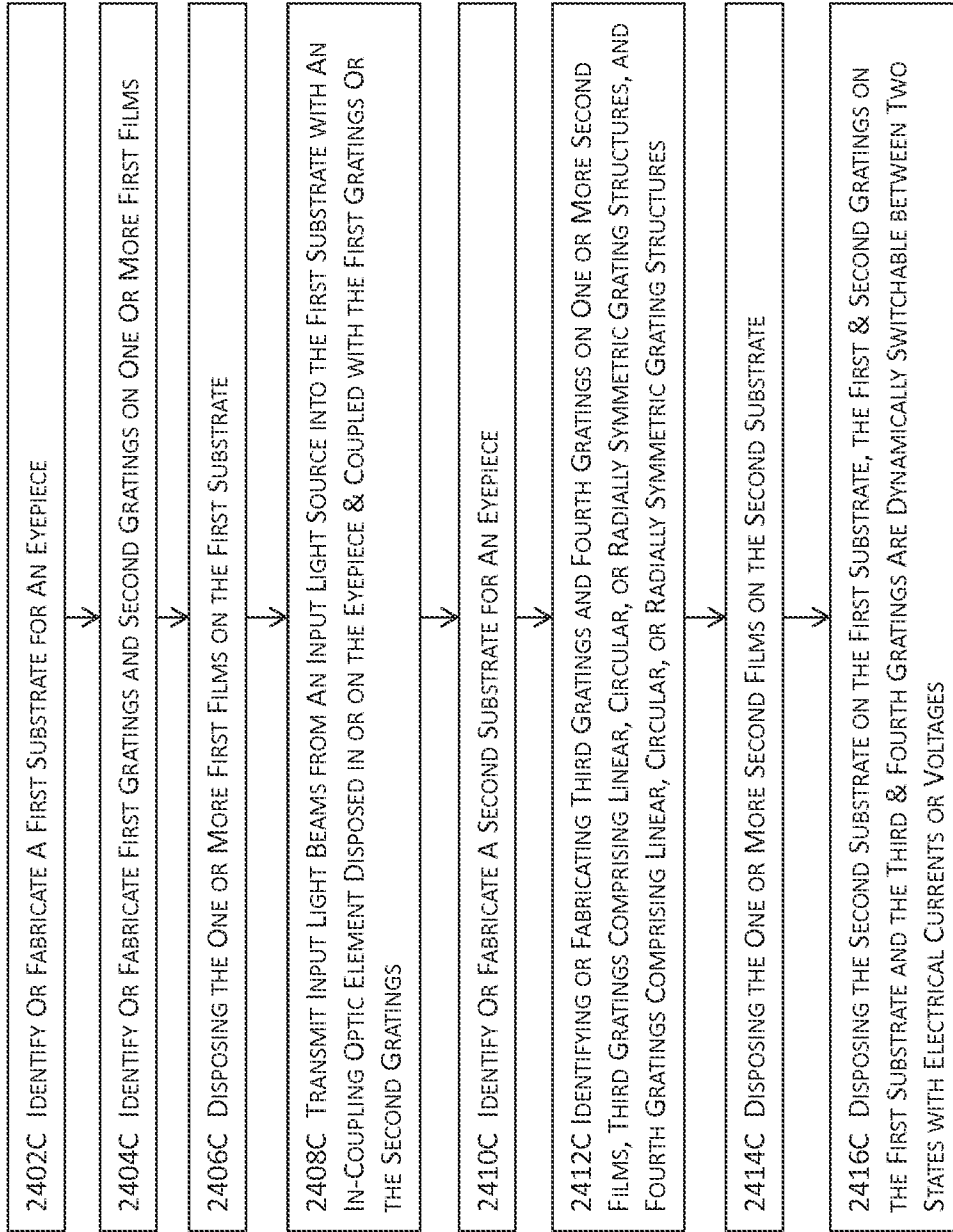 2402C IDENTIFY OR FABRICATE A FIRST SUBSTRATE FOR AN EYEPIECE
2404C IDENTIFY OR FABRICATE FIRST GRATINGS AND SECOND GRATINGS ON ONE OR MORE FIRST FILMS
2406C DISPOSING THE ONE OR MORE FIRST FILMS ON THE FIRST SUBSTRATE
2408C TRANSMIT INPUT LIGHT BEAMS FROM AN INPUT LIGHT SOURCE INTO THE FIRST SUBSTRATE WITH AN
IN-COUPLING OPTIC ELEMENT DISPOSED IN OR ON THE EYEPIECE & COUPLED WITH THE FIRST GRATINGS OR
THE SECOND GRATINGS
2410C IDENTIFY OR FABRICATE A SECOND SUBSTRATE FOR AN EYEPIECE
2412C IDENTIFYING OR FABRICATING THIRD GRATINGS AND FOURTH GRATINGS ON ONE OR MORE SECOND
FILMS, THIRD GRATINGS COMPRISING LINEAR, CIRCULAR, OR RADIALLY SYMMETRIC GRATING STRUCTURES, AND
FOURTH GRATINGS COMPRISING LINEAR, CIRCULAR, OR RADIALLY SYMMETRIC GRATING STRUCTURES
2414C DISPOSING THE ONE OR MORE SECOND FILMS ON THE SECOND SUBSTRATE
2416C DISPOSING THE SECOND SUBSTRATE ON THE FIRST SUBSTRATE, THE FIRST & SECOND GRATINGS ON
THE FIRST SUBSTRATE AND THE THIRD & FOURTH GRATINGS ARE DYNAMICALLY SWITCHABLE BETWEEN TWO
STATES WITH ELECTRICAL CURRENTS OR VOLTAGES